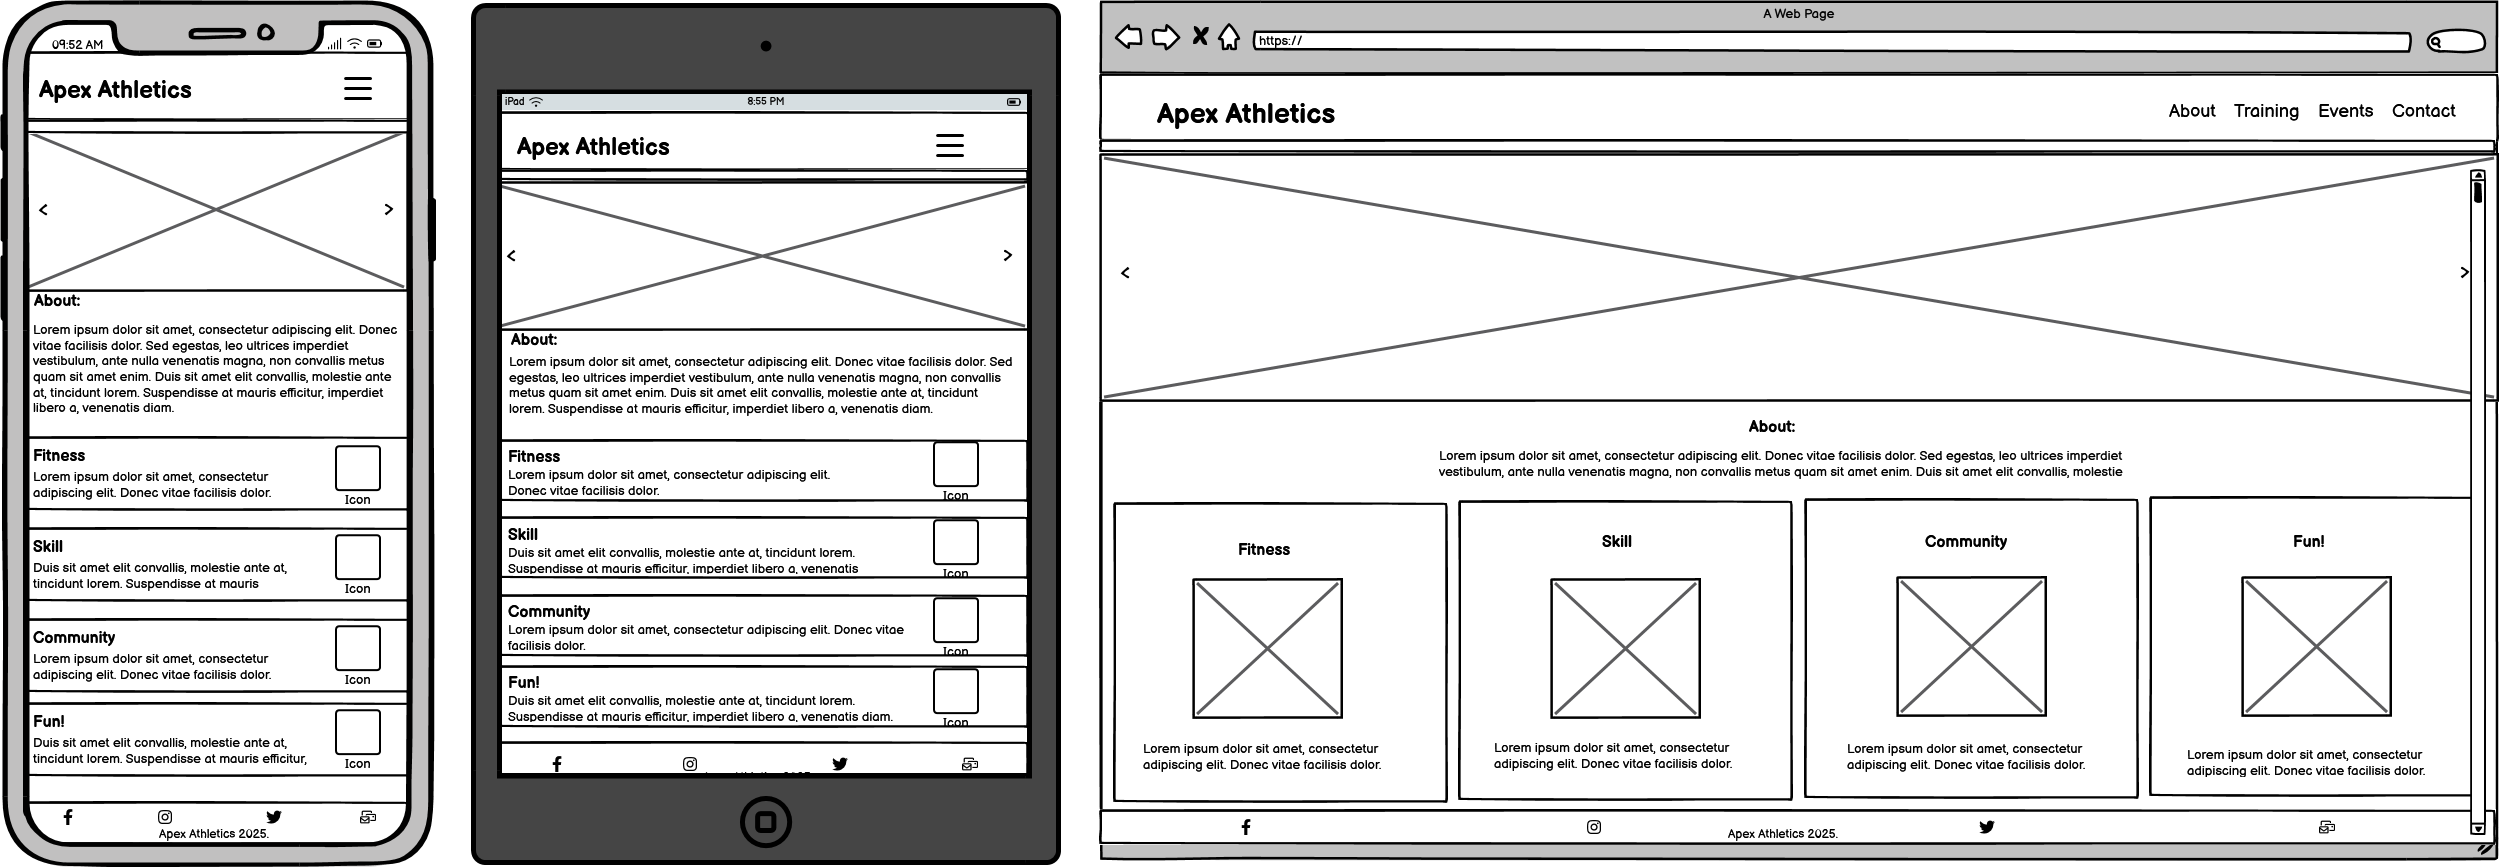 09:52 AM
Apex Athletics
About:
Lorem ipsum dolor sit amet, consectetur adipiscing elit. Donec
vitae facilisis dolor. Sed egestas, leo ultrices imperdiet
vestibulum, ante nulla venenatis magna, non convallis metus
quam sit amet enim. Duis sit amet elit convallis, molestie ante
at, tincidunt lorem. Suspendisse at mauris efficitur, imperdiet
libero a, venenatis diam.
Fitness
Lorem ipsum dolor sit amet, consectetur
adipiscing elit. Donec vitae facilisis dolor.
Icon
Skill
Duis sit amet elit convallis, molestie ante at,
tincidunt lorem. Suspendisse at mauris
Icon
Community
Lorem ipsum dolor sit amet, consectetur
adipiscing elit. Donec vitae facilisis dolor.
Icon
Fun!
Duis sit amet elit convallis, molestie ante at,
tincidunt lorem. Suspendisse at mauris efficitur,
Icon
Apex Athletics 2025.
iPad
8:55 PM
Apex Athletics
About:
Lorem ipsum dolor sit amet, consectetur adipiscing elit. Donec vitae facilisis dolor. Sed
egestas, leo ultrices imperdiet vestibulum, ante nulla venenatis magna, non convallis
metus quam sit amet enim. Duis sit amet elit convallis, molestie ante at, tincidunt
lorem. Suspendisse at mauris efficitur, imperdiet libero a, venenatis diam.
Fitness
Lorem ipsum dolor sit amet, consectetur adipiscing elit.
Donec vitae facilisis dolor.
Icon
Skill
Duis sit amet elit convallis, molestie ante at, tincidunt lorem.
Suspendisse at mauris efficitur, imperdiet libero a, venenatis
Icon
Community
Lorem ipsum dolor sit amet, consectetur adipiscing elit. Donec vitae
facilisis dolor.
Icon
Fun!
Duis sit amet elit convallis, molestie ante at, tincidunt lorem.
Suspendisse at mauris efficitur, imperdiet libero a, venenatis diam.
Icon
A Web Page
https://
Apex Athletics
About Training Events Contact
About:
Lorem ipsum dolor sit amet, consectetur adipiscing elit. Donec vitae facilisis dolor. Sed egestas, leo ultrices imperdiet
vestibulum, ante nulla venenatis magna, non convallis metus quam sit amet enim. Duis sit amet elit convallis, molestie
Fitness
Lorem ipsum dolor sit amet, consectetur
adipiscing elit. Donec vitae facilisis dolor.
Skill
Lorem ipsum dolor sit amet, consectetur
adipiscing elit. Donec vitae facilisis dolor.
Community
Lorem ipsum dolor sit amet, consectetur
adipiscing elit. Donec vitae facilisis dolor.
Fun!
Lorem ipsum dolor sit amet, consectetur
adipiscing elit. Donec vitae facilisis dolor.
Apex Athletics 2025.